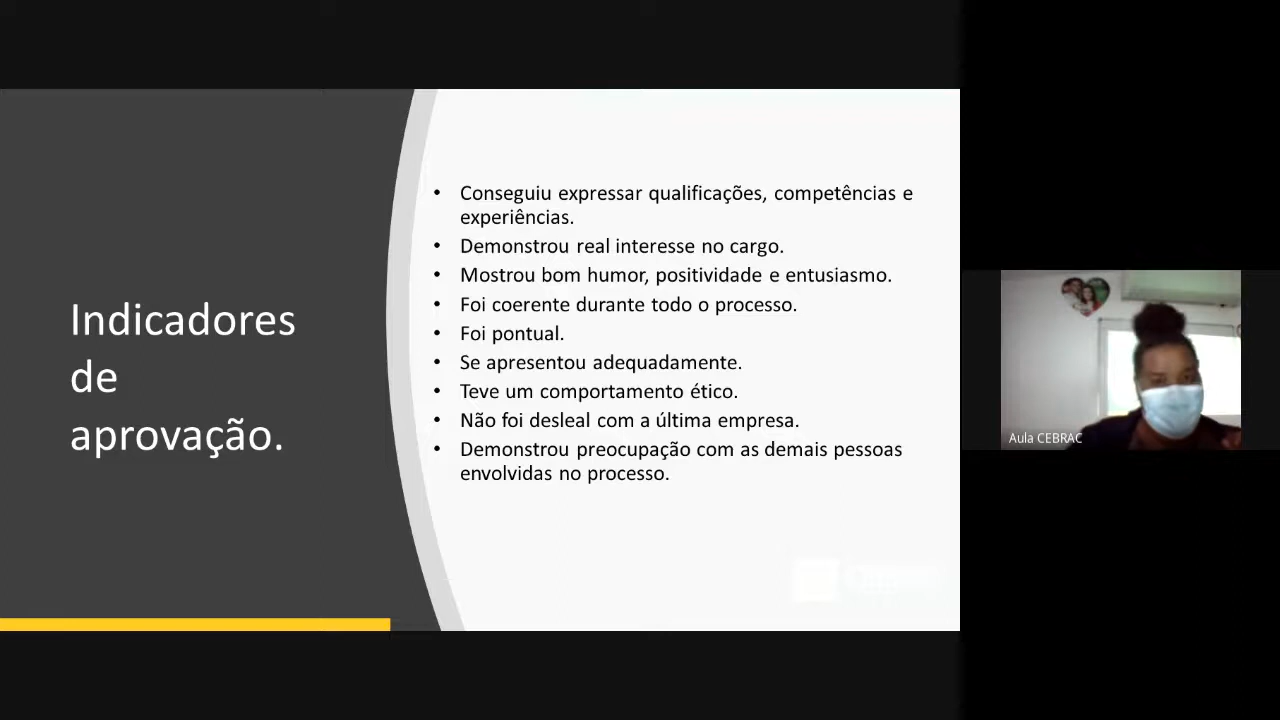 Indicadores
de
aprovação.
• Conseguiu expressar qualificações, competências e
experiências.
• Demonstrou real interesse no cargo.
• Mostrou bom humor, positividade e entusiasmo.
• Foi coerente durante todo o processo.
• Foi pontual.
• Se apresentou adequadamente.
• Teve um comportamento ético.
• Não foi desleal com a última empresa.
• Demonstrou preocupação com as demais pessoas
envolvidas no processo.
Aula CEBRAC